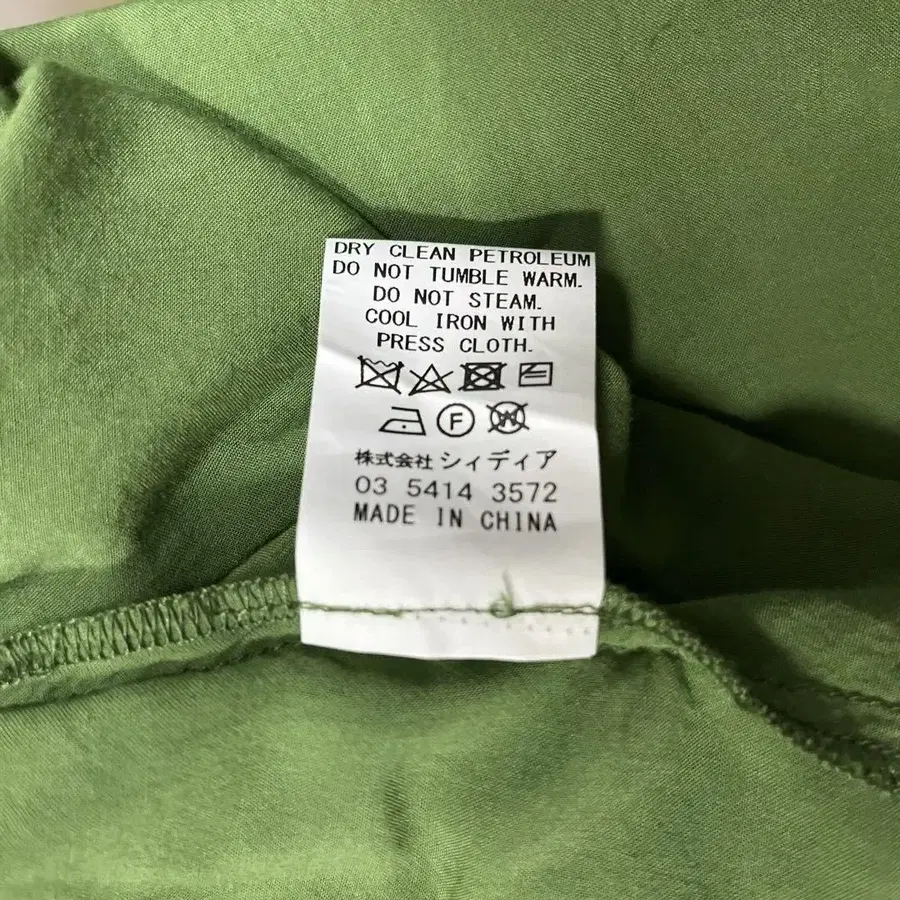 DRY CLEAN PETROLEUM
DO NOT TUMBLE WARM.
DO NOT STEAM.
COOL IRON WITH
PRESS CLOTH.
F W
株式会社 シィディア
03 5414 3572
MADE IN CHINA